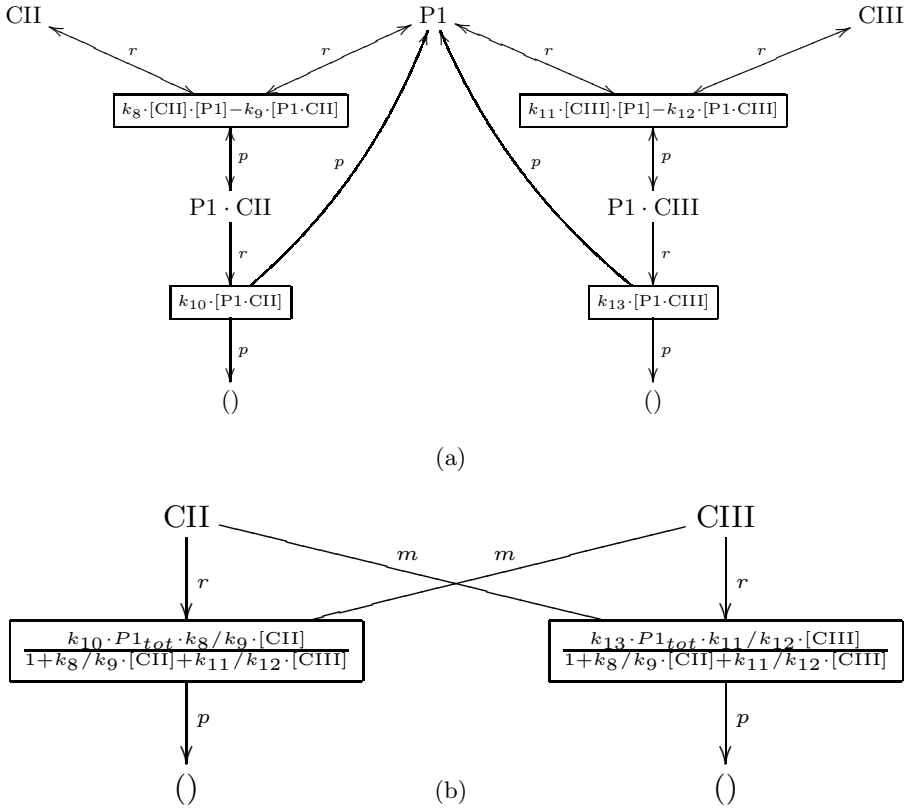 CII P1 CIII
r r r r
k8·[CII]·[P1]−k9·[P1·CII] k11·[CIII]·[P1]−k12·[P1·CIII]
p p p p
P1 · CII P1 · CIII
r r
k10·[P1·CII] k13·[P1·CIII]
p p
() ()
(a)
CII CIII
m m
r r
k10·P1tot·k8/k9·[CII] k13·P1tot·k11/k12·[CIII]
1+k8/k9·[CII]+k11/k12·[CIII] 1+k8/k9·[CII]+k11/k12·[CIII]
p p
() (b) ()